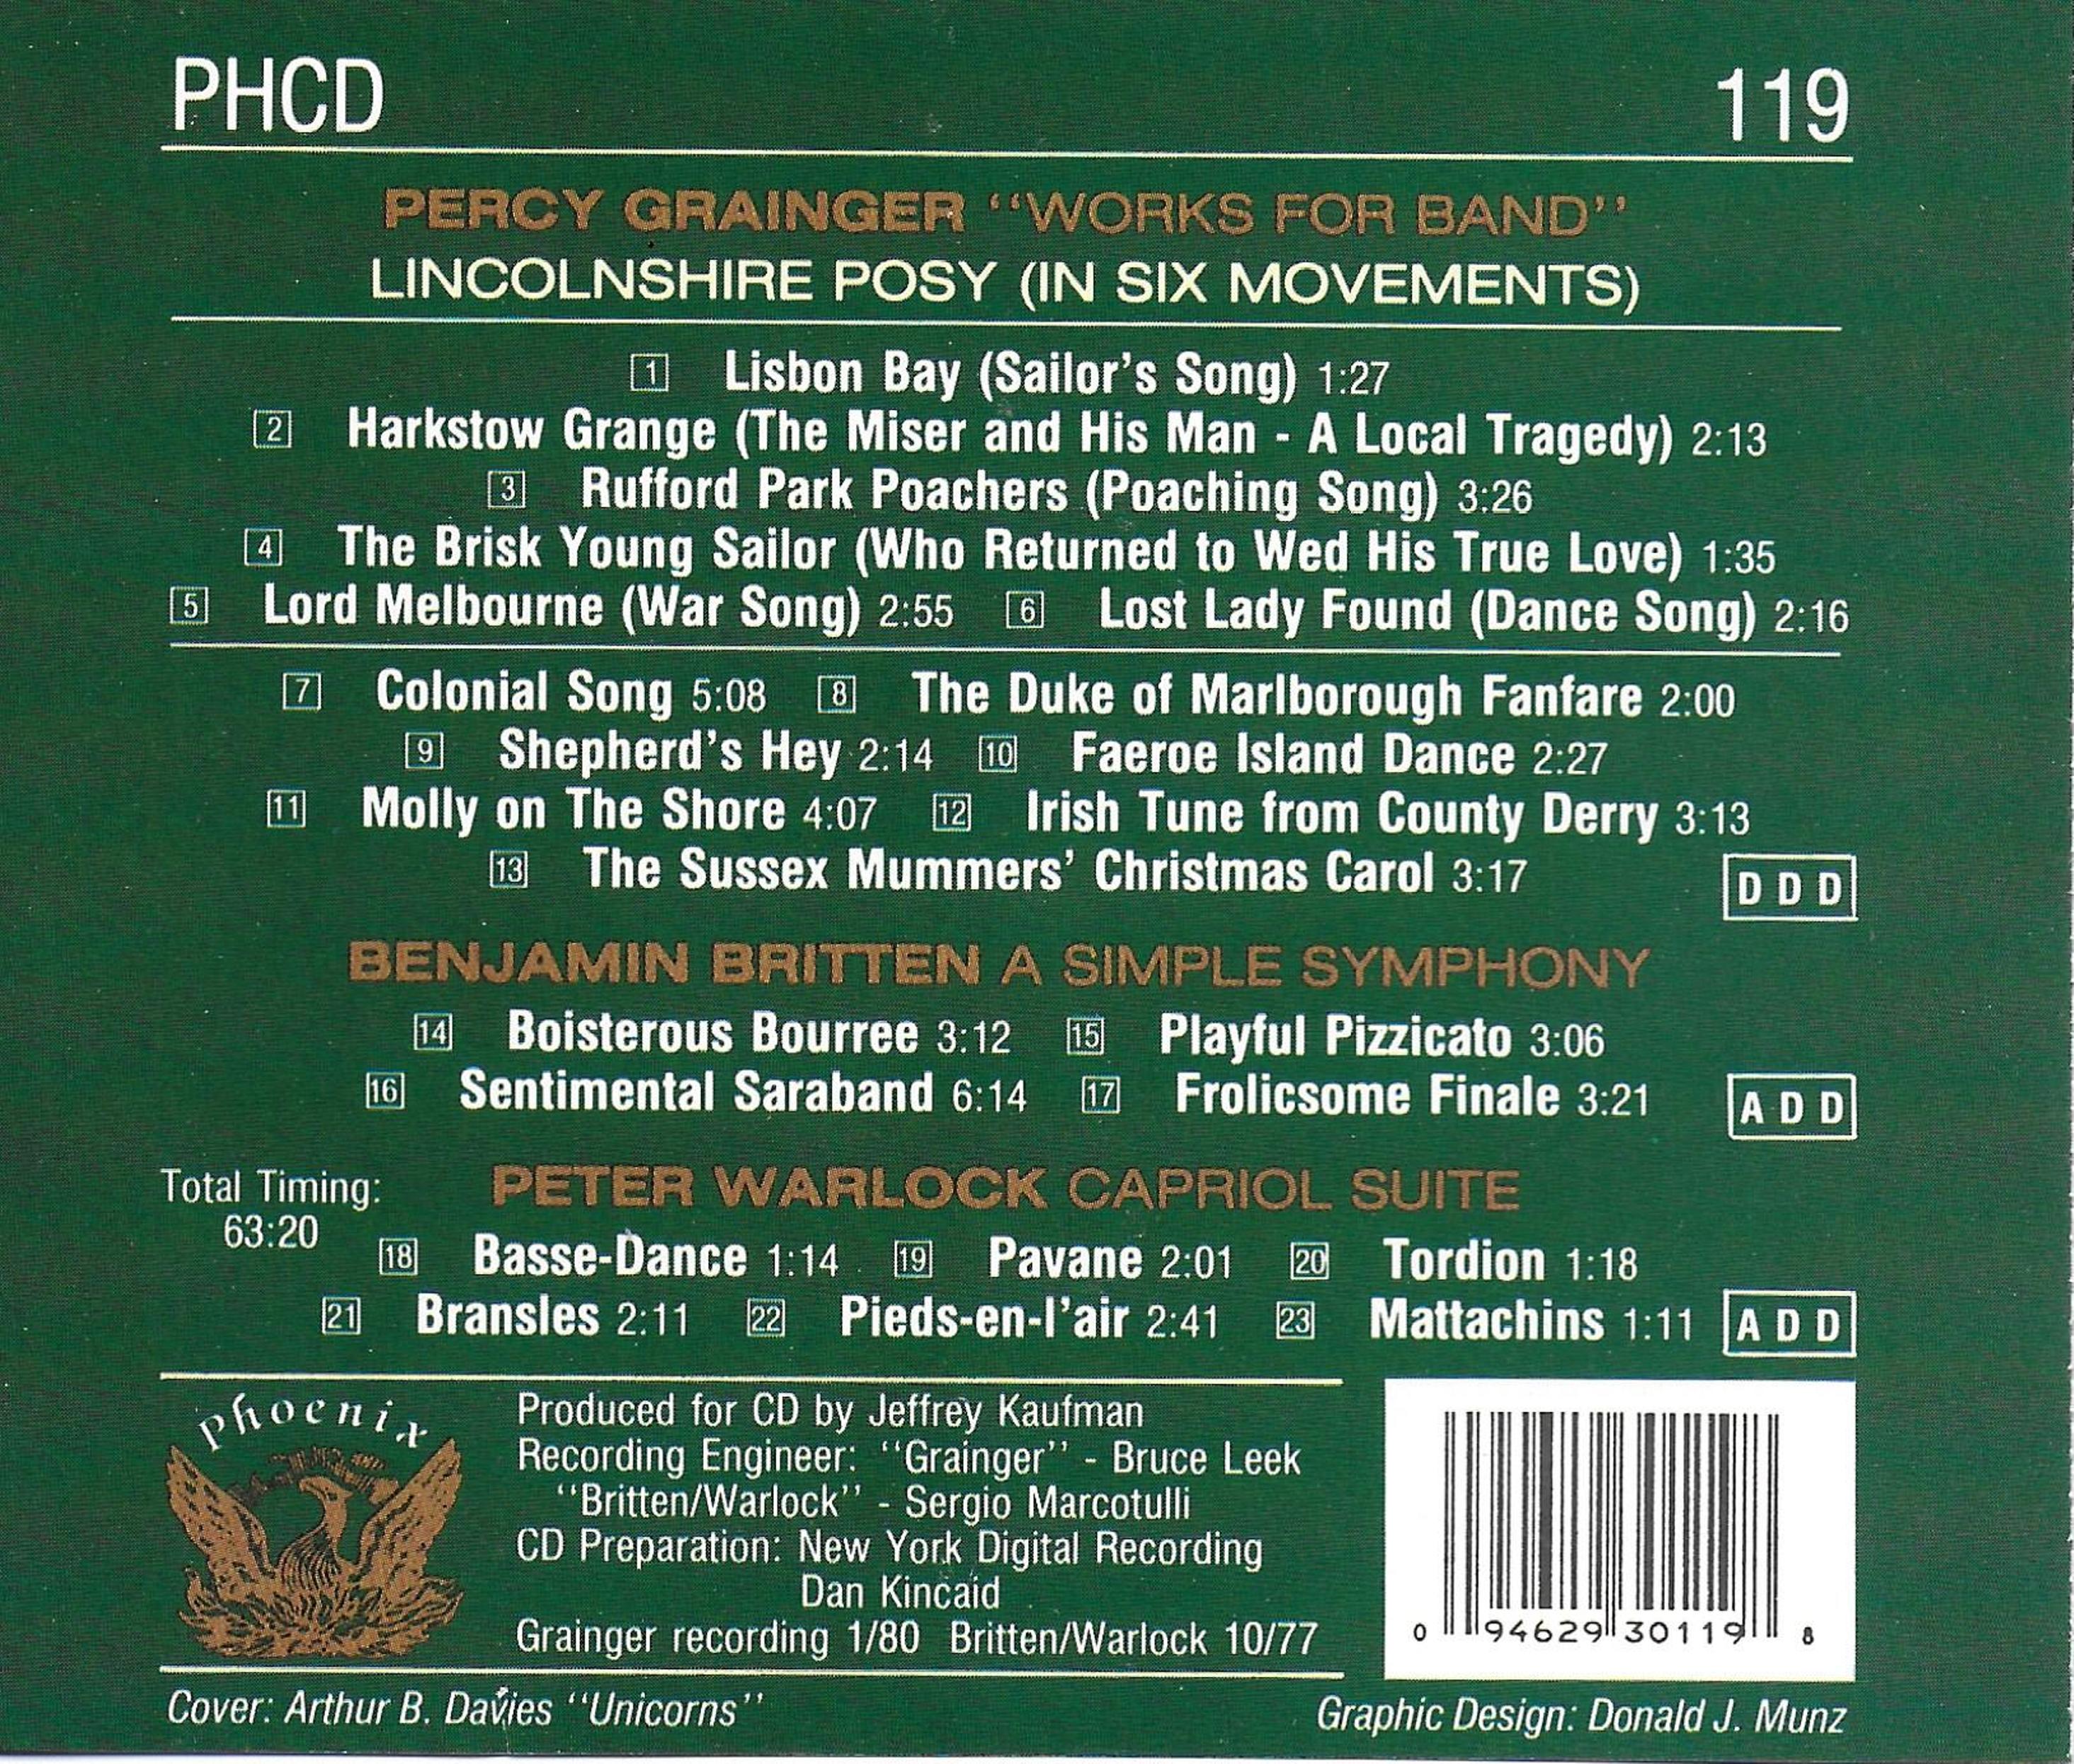 PHCD 119
PERCY GRAINGER "WORKS FOR BAND"
LINCOLNSHIRE POSY (IN SIX MOVEMENTS)
1 Lisbon Bay (Sailor's Song) 1:27
2 Harkstow Grange (The Miser and His Man - A Local Tragedy) 2:13
3 Rufford Park Poachers (Poaching Song) 3:26
4 The Brisk Young Sailor (Who Returned to Wed His True Love) 1:35
5 Lord Melbourne (War Song) 2:55 6 Lost Lady Found (Dance Song) 2:16
7 Colonial Song 5:08 8 The Duke of Marlborough Fanfare 2:00
9 Shepherd's Hey 2:14 10 Faeroe Island Dance 2:27
11 Molly on The Shore 4:07 12 Irish Tune from County Derry 3:13
13 The Sussex Mummers' Christmas Carol 3:17
DDD
BENJAMIN BRITTEN A SIMPLE SYMPHONY
14 Boisterous Bourree 3:12 15 Playful Pizzicato 3:06
16 Sentimental Saraband 6:14 17 Frolicsome Finale 3:21
ADD
PETER WARLOCK CAPRIOL SUITE
Total Timing:
63:20
18 Basse-Dance 1:14 19 Pavane 2:01 20 Tordion 1:18
21 Bransles 2:11 22 Pieds-en-l'air 2:41 23 Mattachins 1:11
ADD
Phoenix
Produced for CD by Jeffrey Kaufman
Recording Engineer: "Grainger" - Bruce Leek
"Britten/Warlock" - Sergio Marcotulli
CD Preparation: New York Digital Recording
Dan Kincaid
Grainger recording 1/80 Britten/Warlock 10/77
0 94629 30119 8
Cover: Arthur B. Davies "Unicorns"
Graphic Design: Donald J. Munz